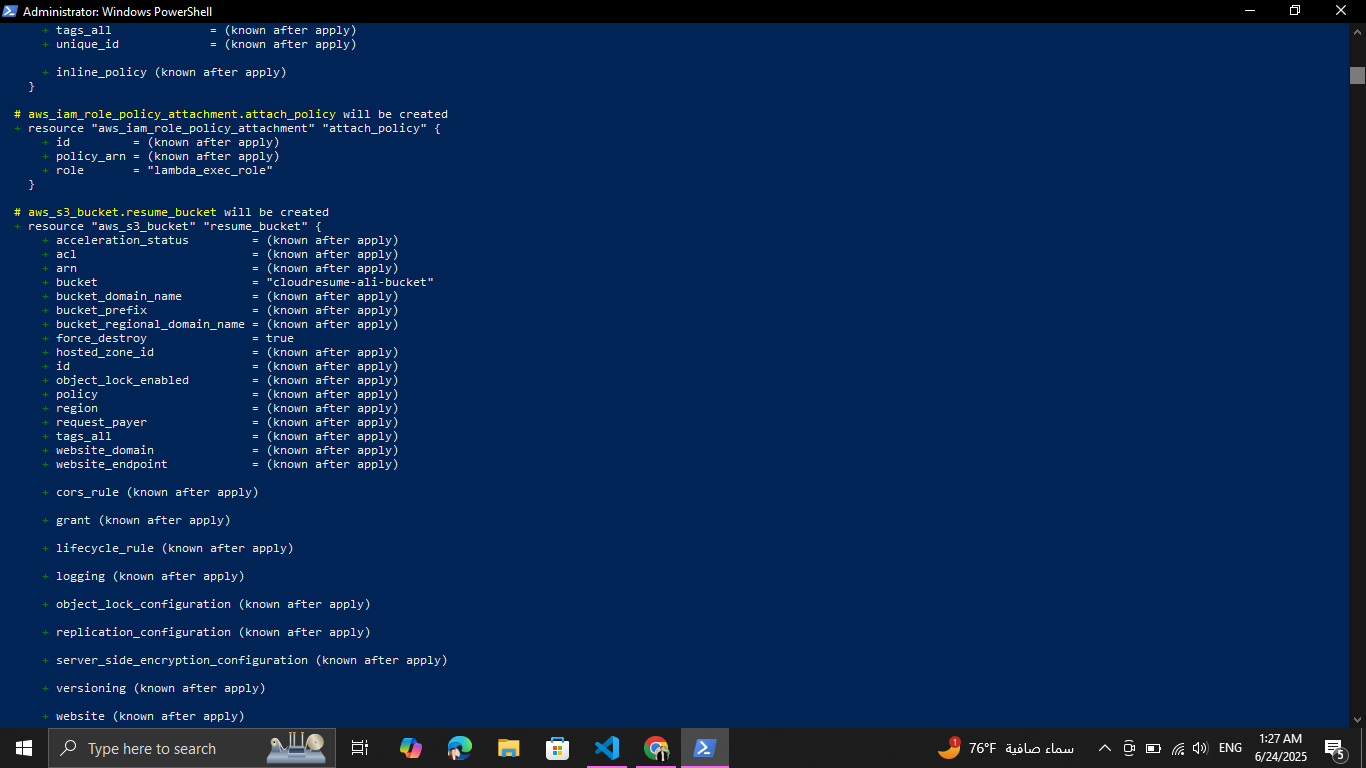 Administrator: Windows PowerShell
+ tags_all = (known after apply)
+ unique_id = (known after apply)
+ inline_policy (known after apply)
}
# aws_iam_role_policy_attachment.attach_policy will be created
+ resource "aws_iam_role_policy_attachment" "attach_policy" {
+ id = (known after apply)
+ policy_arn = (known after apply)
+ role = "lambda_exec_role"
}
# aws_s3_bucket.resume_bucket will be created
+ resource "aws_s3_bucket" "resume_bucket" {
+ acceleration_status = (known after apply)
+ acl = (known after apply)
+ arn = (known after apply)
+ bucket = "cloudresume-ali-bucket"
+ bucket_domain_name = (known after apply)
+ bucket_prefix = (known after apply)
+ bucket_regional_domain_name = (known after apply)
+ force_destroy = true
+ hosted_zone_id = (known after apply)
+ id = (known after apply)
+ object_lock_enabled = (known after apply)
+ policy = (known after apply)
+ region = (known after apply)
+ request_payer = (known after apply)
+ tags_all = (known after apply)
+ website_domain = (known after apply)
+ website_endpoint = (known after apply)
+ cors_rule (known after apply)
+ grant (known after apply)
+ lifecycle_rule (known after apply)
+ logging (known after apply)
+ object_lock_configuration (known after apply)
+ replication_configuration (known after apply)
+ server_side_encryption_configuration (known after apply)
+ versioning (known after apply)
+ website (known after apply)
Type here to search
1
76°F سماء صافية
ENG
1:27 AM
6/24/2025
5